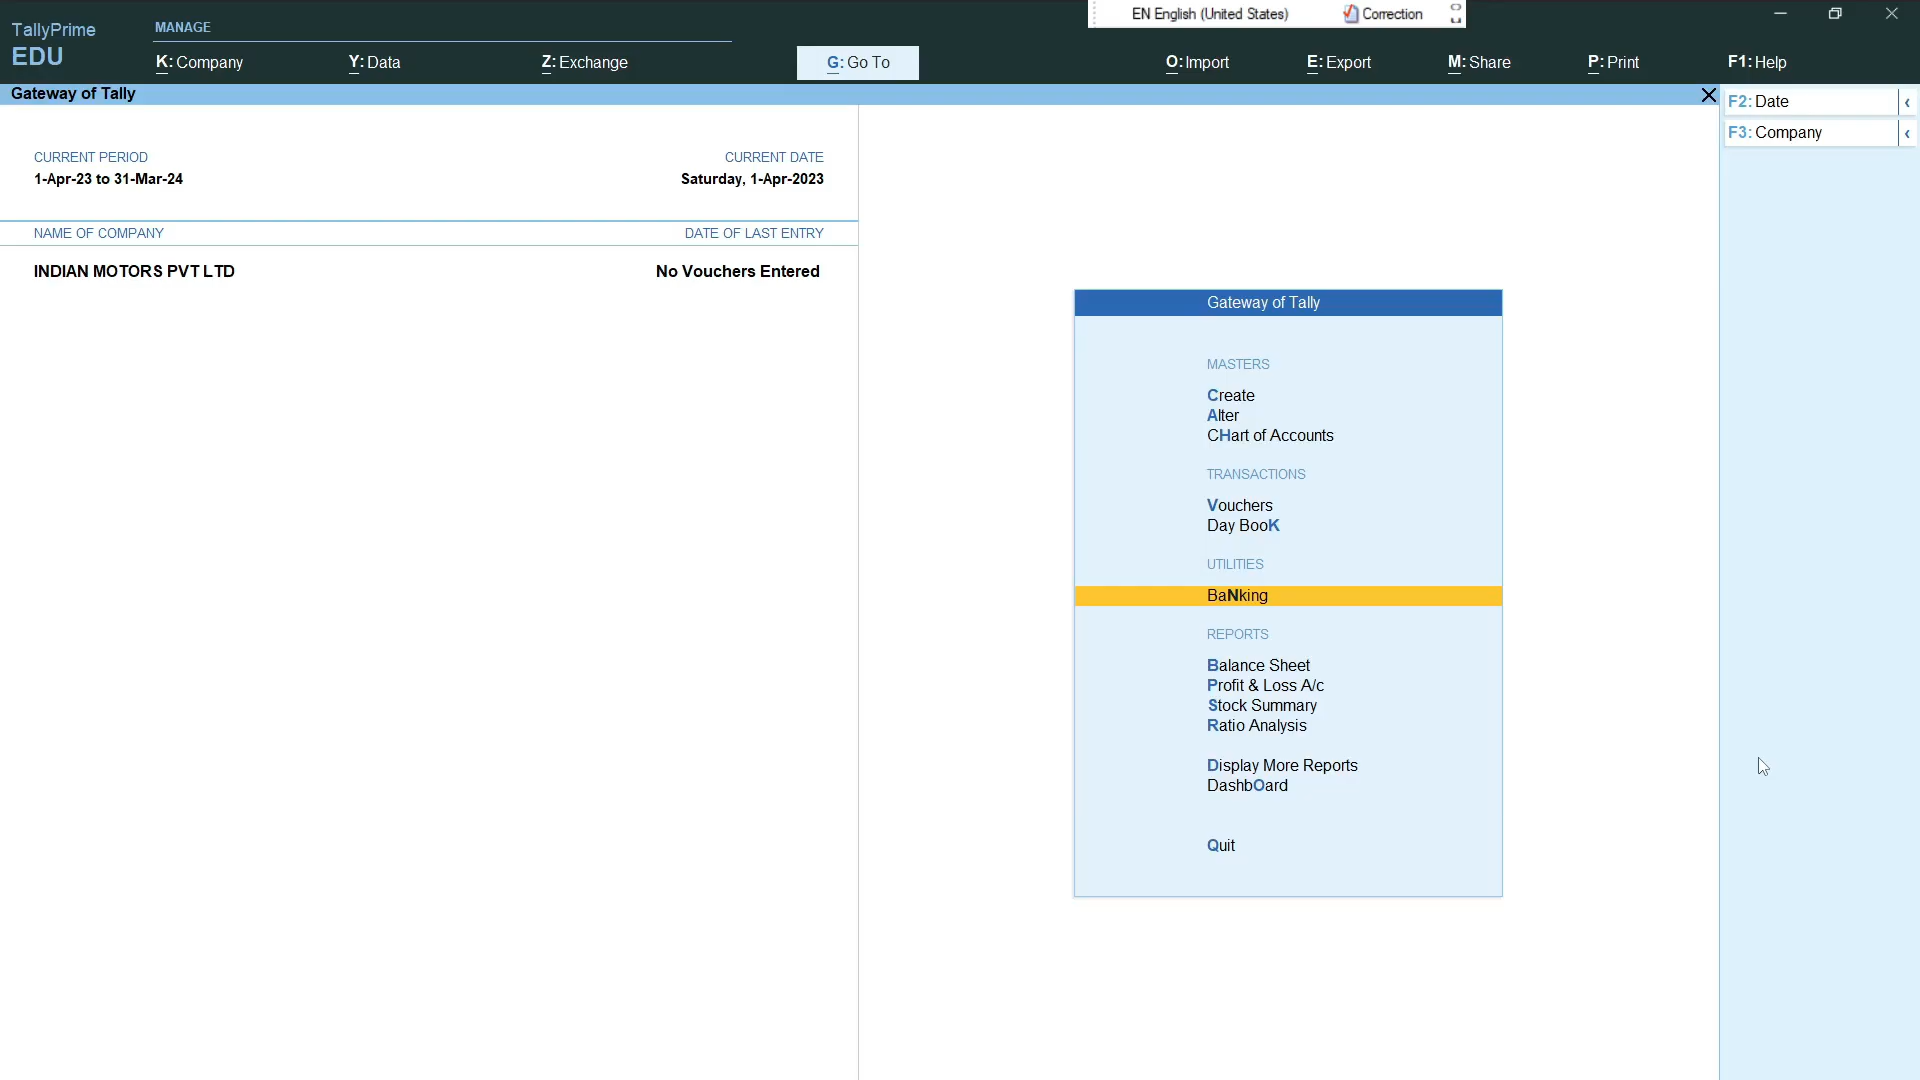 TallyPrime
EDU
MANAGE
K: Company
Y: Data
Z: Exchange
G: Go To
O: Import
E: Export
M: Share
P: Print
F1: Help
EN English (United States)
Correction
Gateway of Tally
F2: Date
F3: Company
CURRENT PERIOD
CURRENT DATE
1-Apr-23 to 31-Mar-24
Saturday, 1-Apr-2023
NAME OF COMPANY
DATE OF LAST ENTRY
INDIAN MOTORS PVT LTD
No Vouchers Entered
Gateway of Tally
MASTERS
Create
Alter
CHart of Accounts
TRANSACTIONS
Vouchers
Day BooK
UTILITIES
BaNking
REPORTS
Balance Sheet
Profit & Loss A/c
Stock Summary
Ratio Analysis
Display More Reports
DashbOard
Quit